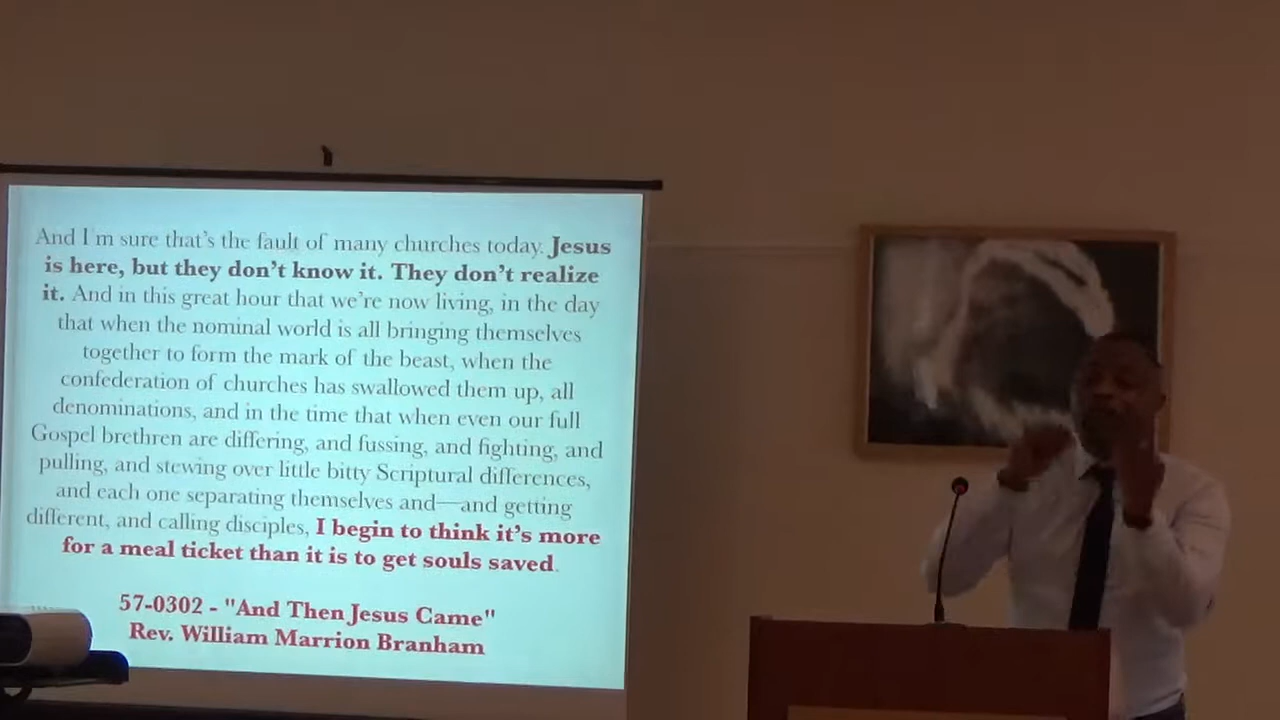 And I'm sure that's the fault of many churches today. Jesus
is here, but they don't know it. They don't realize
it. And in this great hour that we're now living, in the day
that when the nominal world is all bringing themselves
together to form the mark of the beast, when the
confederation of churches has swallowed them up, all
denominations, and in the time that when even our full
Gospel brethren are differing, and fussing, and fighting, and
pulling, and stewing over little bitty Scriptural differences,
and each one separating themselves and—and getting
different, and calling disciples, I begin to think it's more
for a meal ticket than it is to get souls saved.
57-0302 - "And Then Jesus Came"
Rev. William Marrion Branham